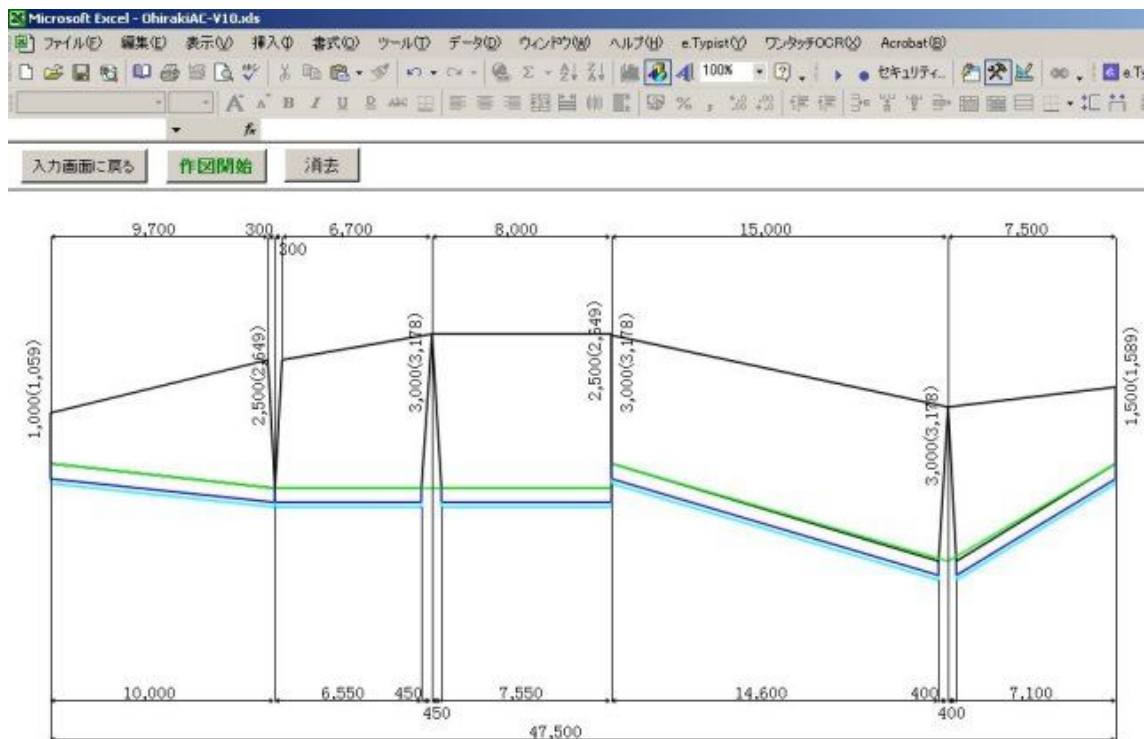 Microsoft Excel - OhirakiAC-V10.xls
ファイル(F) 編集(E) 表示(V) 挿入(I) 書式(O) ツール(T) データ(D) ウィンドウ(W) ヘルプ(H) e.Typist(Y) ワンタッチOCR(X) Acrobat(B)
100% セキュリティ...
B I U
fx
入力画面に戻る 作図開始 消去
9,700 300 6,700 8,000 15,000 7,500
300
1,000(1,059)
2,500(2,649)
3,000(3,178)
2,500(2,649)
3,000(3,178)
3,000(3,178)
1,500(1,589)
10,000 6,550 450 7,550 14,600 400 7,100
450 400
47,500